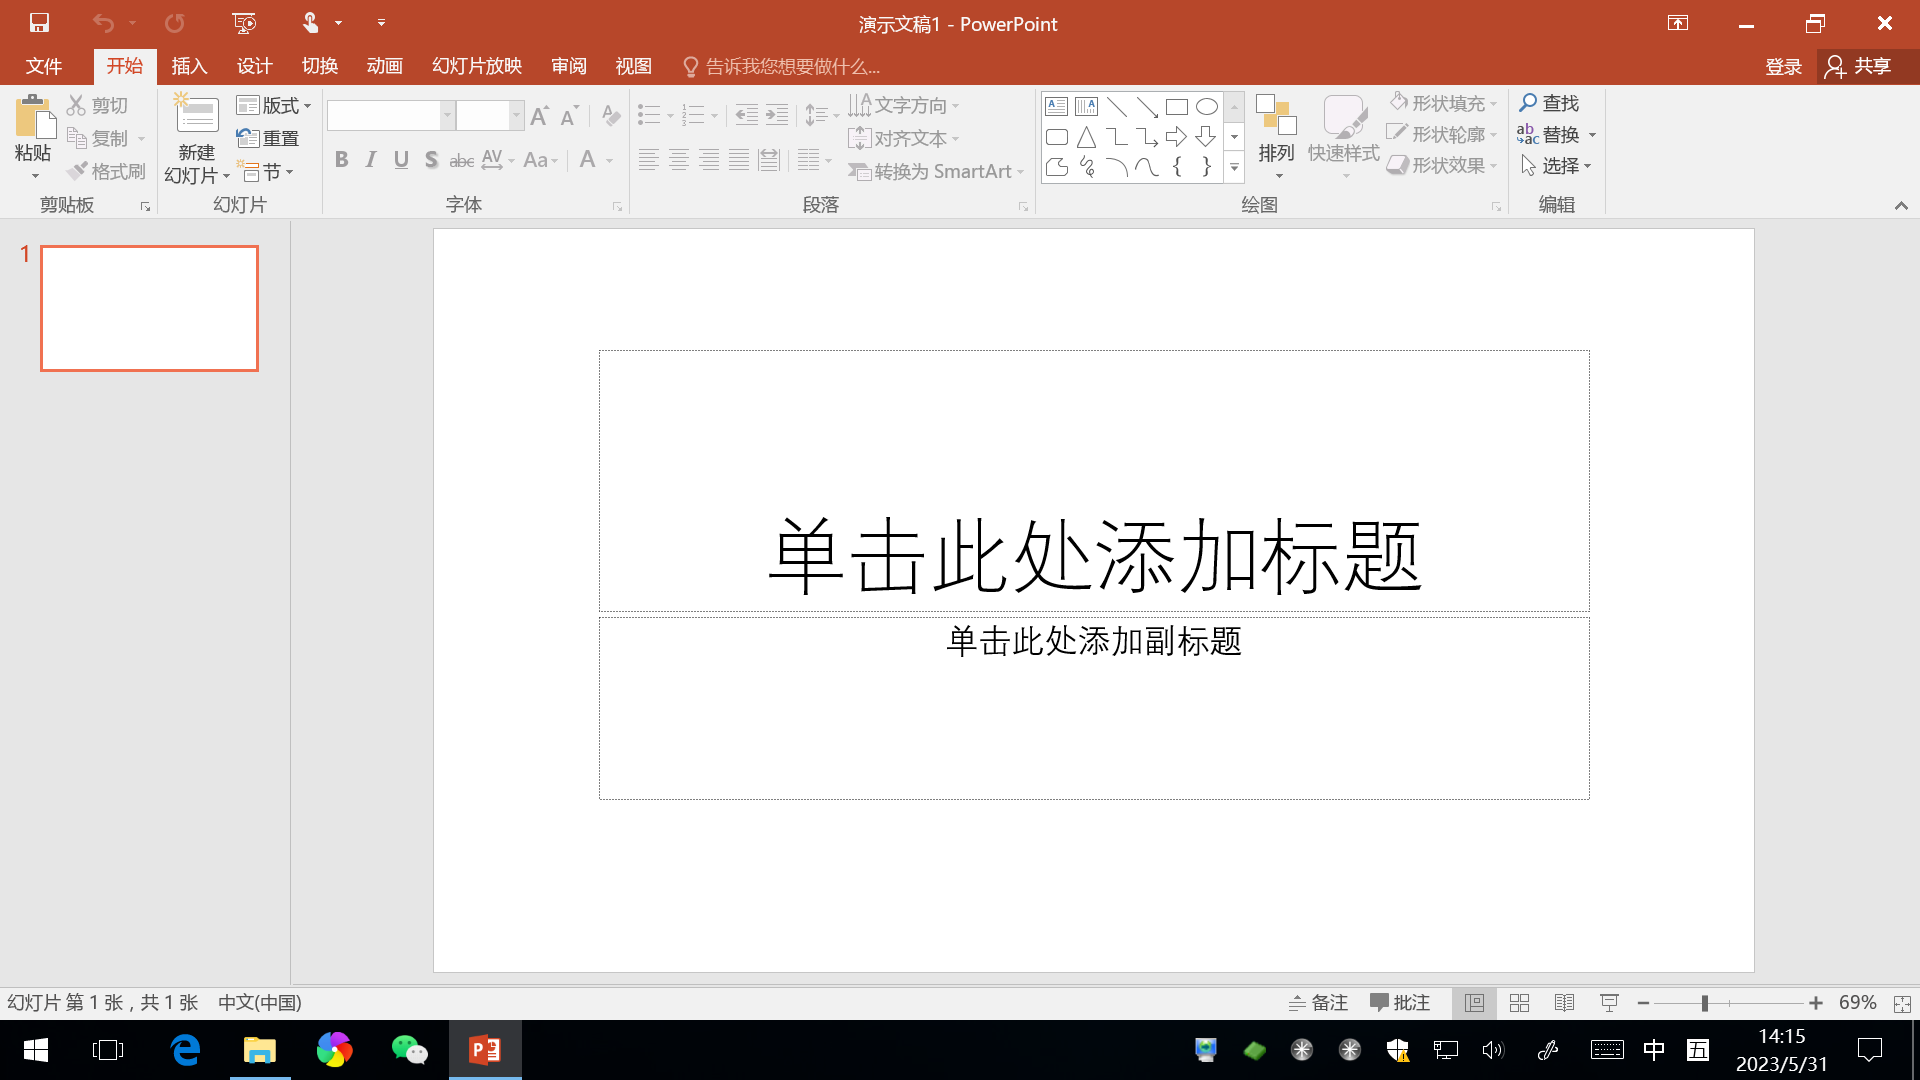 演示文稿1 - PowerPoint
文件 开始 插入 设计 切换 动画 幻灯片放映 审阅 视图 告诉我您想要做什么... 登录 共享
粘贴 剪切 复制 格式刷
剪贴板
新建
幻灯片
版式
重置
节
幻灯片
B I U S abc AV Aa A
字体
文字方向
对齐文本
转换为 SmartArt
段落
排列
快速样式
形状填充
形状轮廓
形状效果
绘图
查找
替换
选择
编辑
1
单击此处添加标题
单击此处添加副标题
幻灯片 第 1 张，共 1 张 中文(中国) 备注 批注 69%
中 五
14:15
2023/5/31